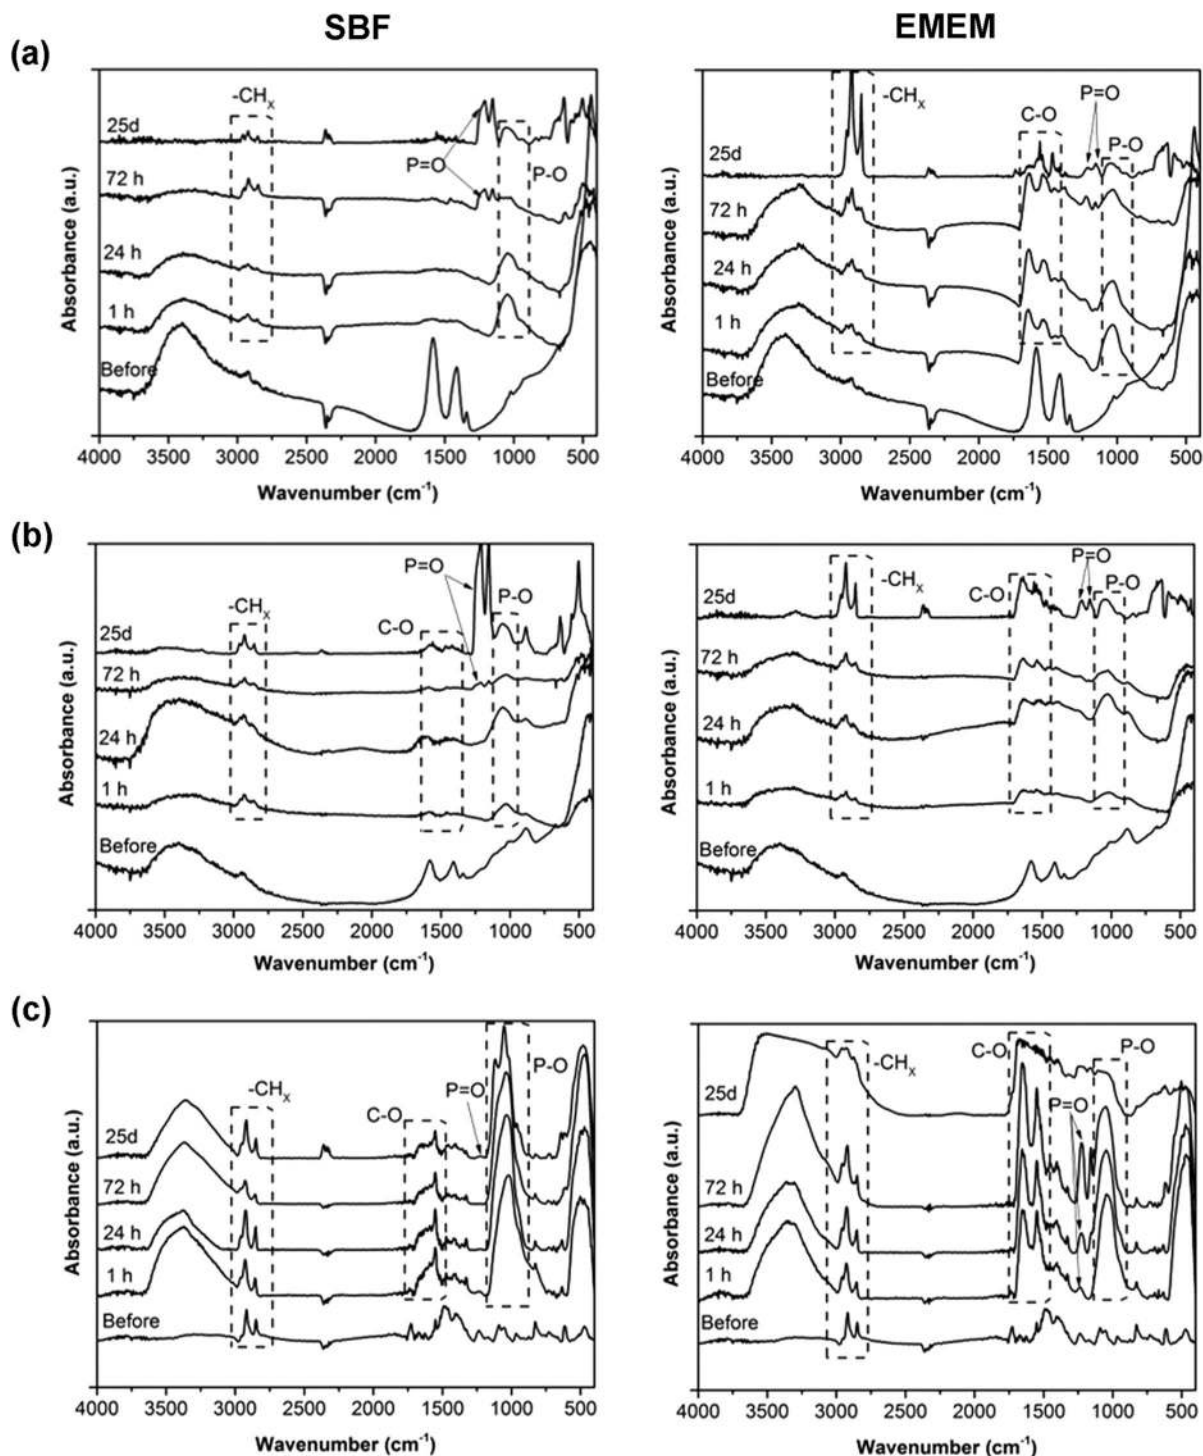 SBF EMEM
(a)
Absorbance (a.u.)
25d
72 h
24 h
1 h
Before
-CHX
P=O
P-O
4000 3500 3000 2500 2000 1500 1000 500
Wavenumber (cm-1)
Absorbance (a.u.)
25d
72 h
24 h
1 h
Before
-CHX
C-O
P=O
P-O
4000 3500 3000 2500 2000 1500 1000 500
Wavenumber (cm-1)
(b)
Absorbance (a.u.)
25d
72 h
24 h
1 h
Before
-CHX
C-O
P=O
P-O
4000 3500 3000 2500 2000 1500 1000 500
Wavenumber (cm-1)
Absorbance (a.u.)
25d
72 h
24 h
1 h
Before
-CHX
C-O
P=O
P-O
4000 3500 3000 2500 2000 1500 1000 500
Wavenumber (cm-1)
(c)
Absorbance (a.u.)
25d
72 h
24 h
1 h
Before
-CHX
C-O
P=O
P-O
4000 3500 3000 2500 2000 1500 1000 500
Wavenumber (cm-1)
Absorbance (a.u.)
25d
72 h
24 h
1 h
Before
-CHX
C-O
P=O
P-O
4000 3500 3000 2500 2000 1500 1000 500
Wavenumber (cm-1)